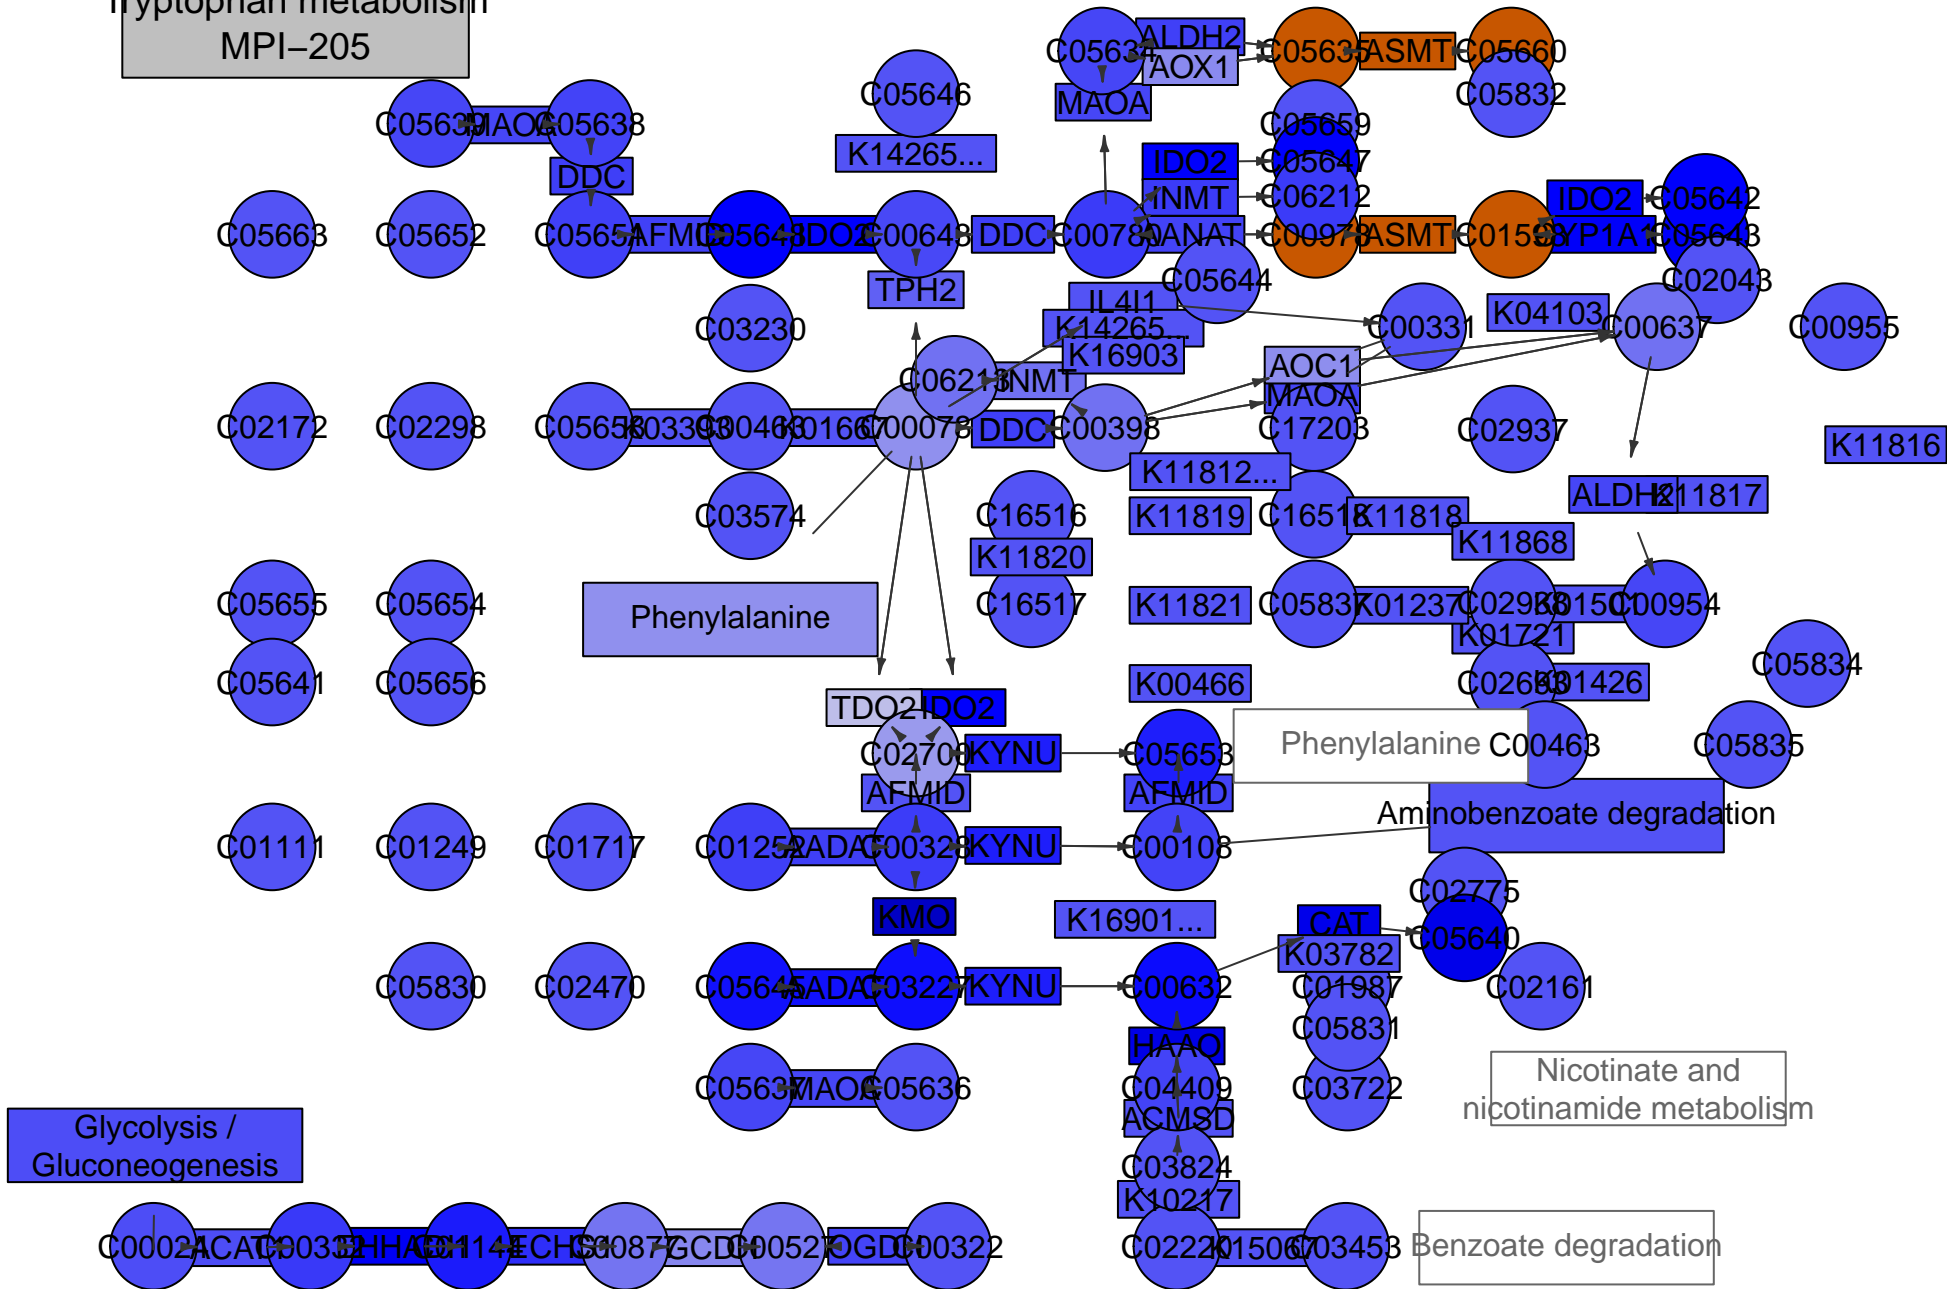 Tryptophan metabolism
MPI–205
C05634
ALDH2
AOX1
C05635
ASMT
C05660
C05646
MAOA
C05832
C05639
MAOA
C05638
K14265...
C05659
DDC
IDO2
C05647
INMT
C06212
IDO2
C05642
C05663
C05652
C05651
AFMID
C05648
IDO2
C00643
DDC
C00780
AANAT
C00978
ASMT
C01598
CYP1A1
C05643
TPH2
C05644
C02043
IL4I1
C03230
K14265...
C00331
K04103
C00637
C00955
K16903
C06213
INMT
AOC1
MAOA
C02172
C02298
C05658
K03393
C00463
K01667
C00078
DDC
C00398
C17203
C02937
K11816
K11812...
ALDH2
K11817
C03574
C16516
K11819
C16518
K11818
K11868
K11820
C05655
C05654
Phenylalanine
C16517
K11821
C05837
K01237
C02938
K01501
C00954
K01721
C05641
C05656
K00466
C02693
K01426
C05834
TDO2
IDO2
C02700
KYNU
C05653
Phenylalanine
C00463
C05835
AFMID
AFMID
Aminobenzoate degradation
C01111
C01249
C01717
C01252
AADAT
C00328
KYNU
C00108
C02775
KMO
K16901...
CAT
C05640
K03782
C05830
C02470
C05645
AADAT
C03227
KYNU
C00632
C01987
C02161
C05831
HAAO
C05637
MAOA
C05636
C04409
C03722
Nicotinate and
nicotinamide metabolism
ACMSD
Glycolysis /
Gluconeogenesis
C03824
K10217
C00024
ACAT1
C00332
EHHADH
C01144
ECHS1
C00877
GCDH
C00527
OGDH
C00322
C02220
K15067
C03453
Benzoate degradation